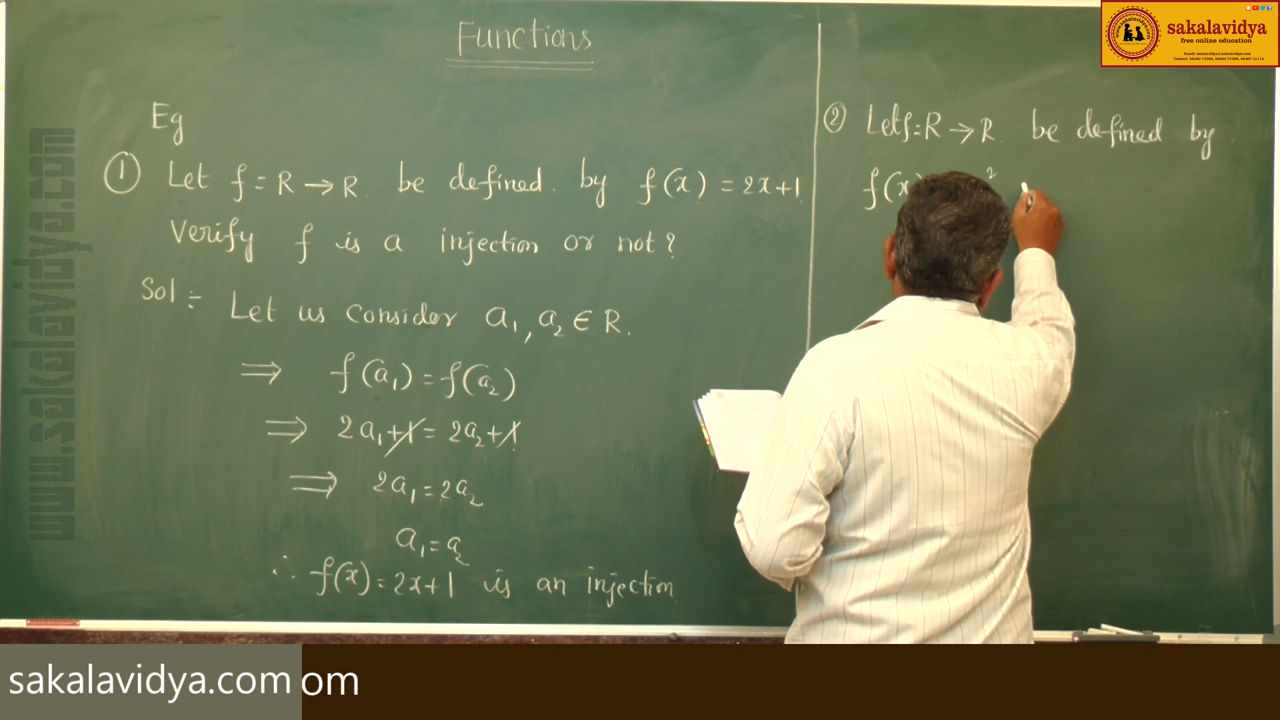 Functions
Eg
① Let f = R → R be defined by f(x) = 2x+1
Verify f is a injection or not?
Sol :-
Let us consider a₁, a₂ ∈ R.
⇒ f(a₁) = f(a₂)
⇒ 2a₁+1 = 2a₂+1
⇒ 2a₁ = 2a₂
a₁ = a₂
∴ f(x) = 2x+1 is an injection
② Let f = R → R be defined by
f(x) 2
sakalavidya
free online education
www.sakalavidya.com
sakalavidya.com om